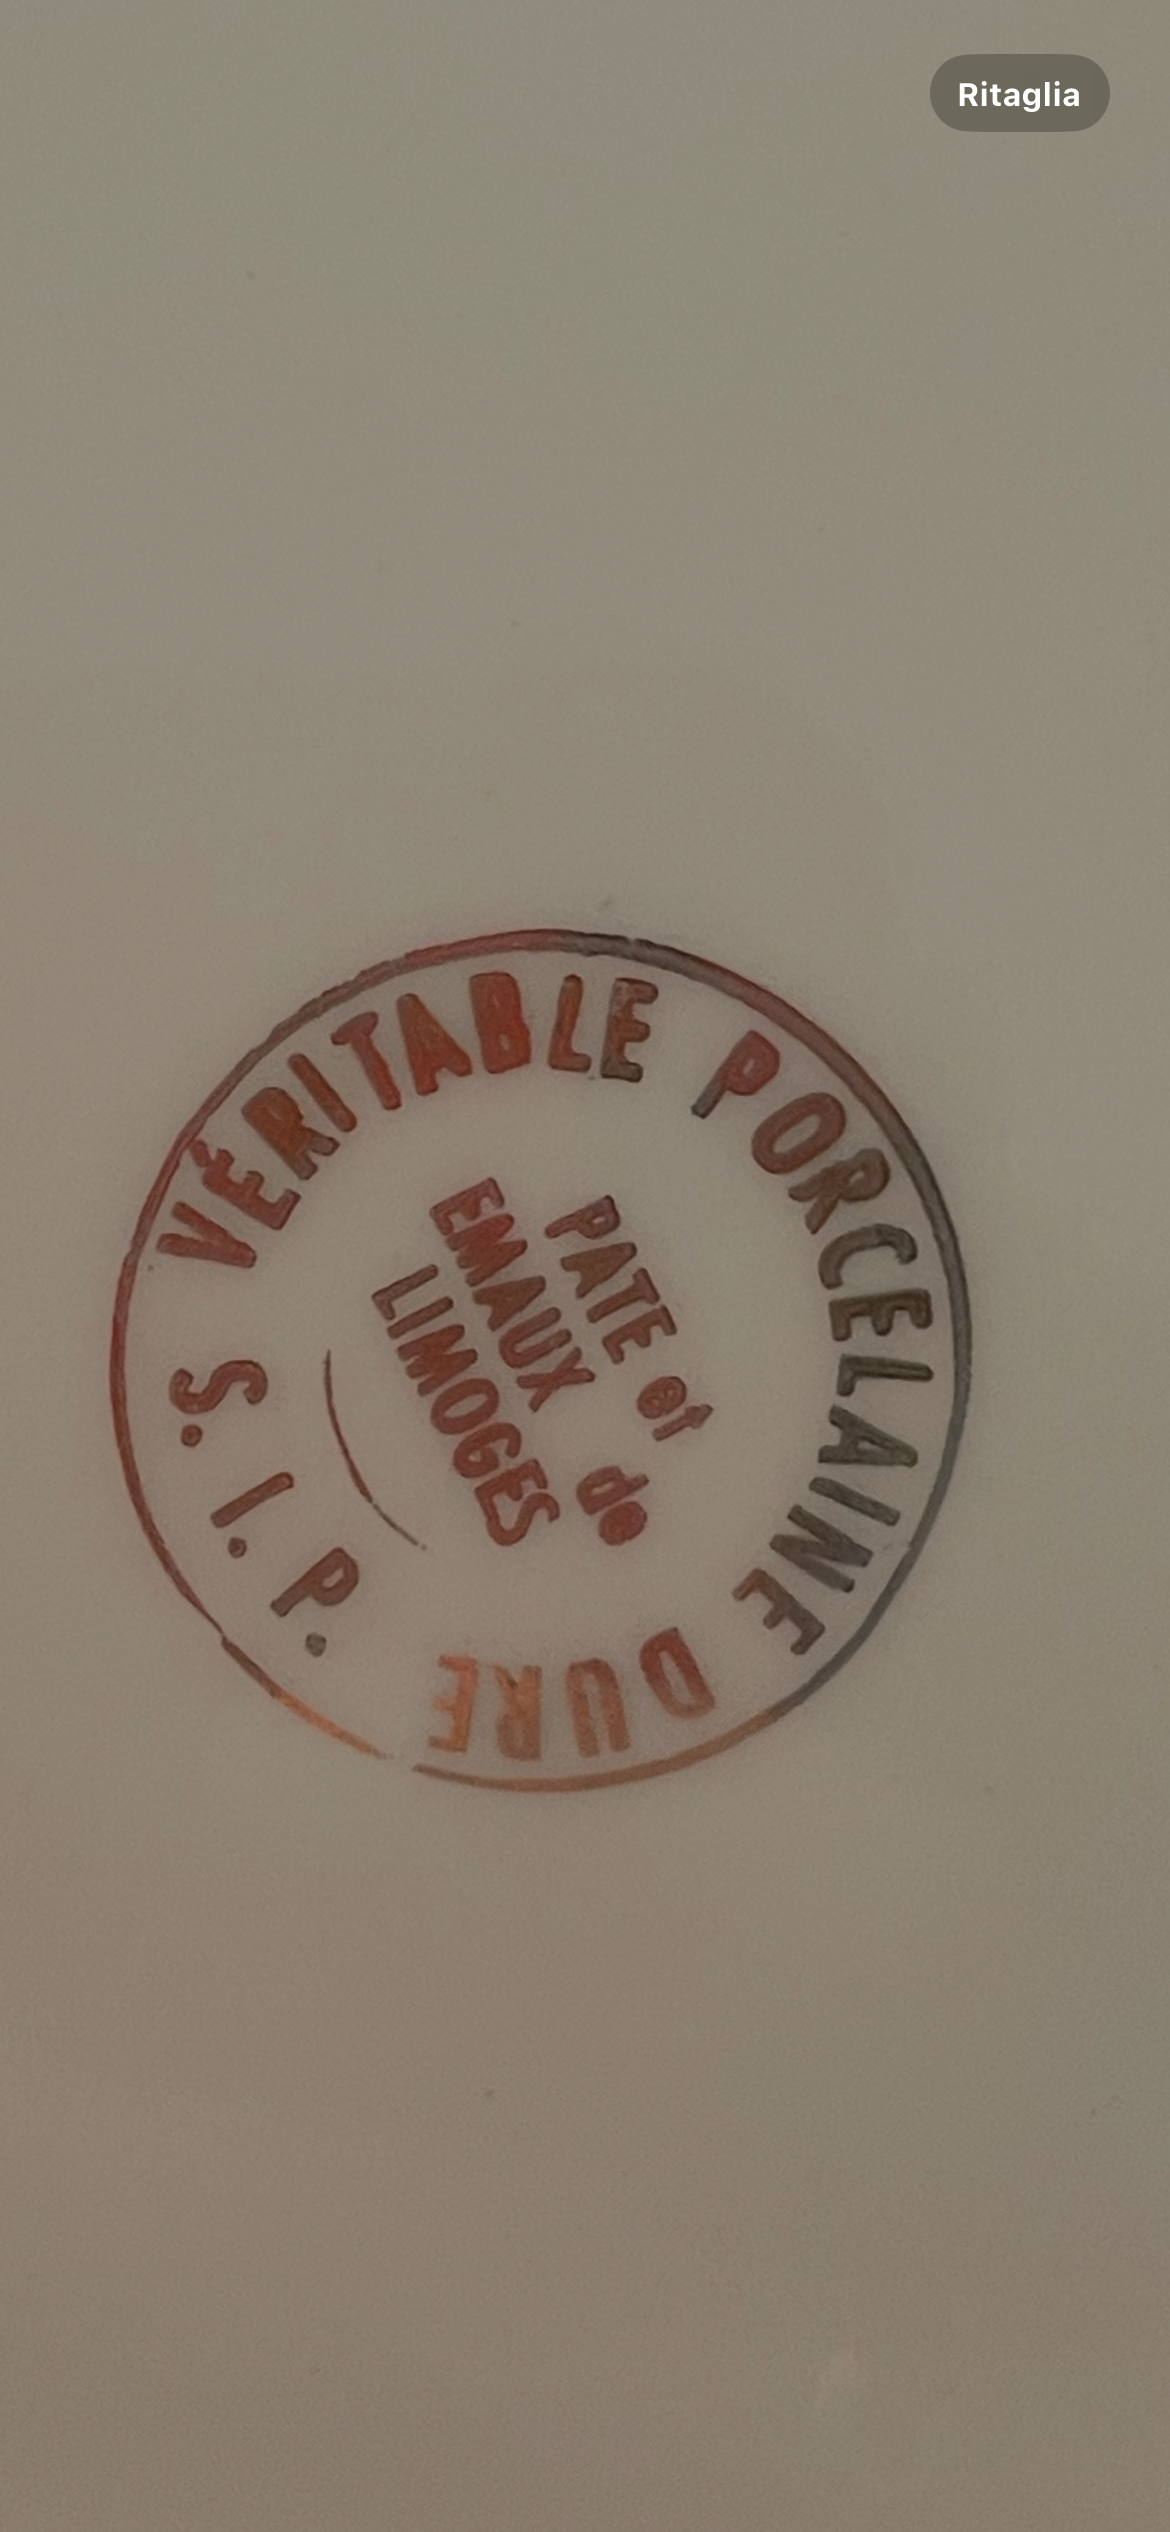 Ritaglia
VÉRITABLE PORCELAINE DURE
PATE et
EMAUX de
LIMOGES
S. I. P.